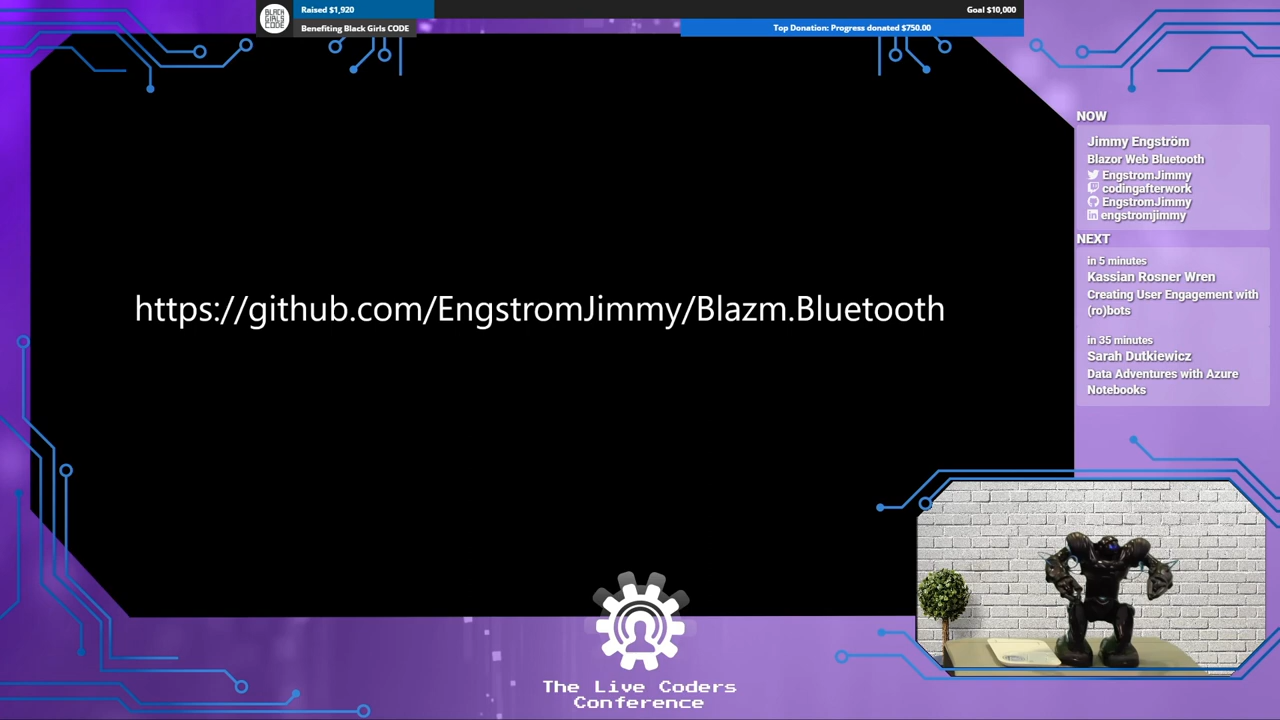 BLACK
GIRLS
CODE
Raised $1,920
Goal $10,000
Benefiting Black Girls CODE
Top Donation: Progress donated $750.00
https://github.com/EngstromJimmy/Blazm.Bluetooth
NOW
Jimmy Engström
Blazor Web Bluetooth
EngstromJimmy
codingafterwork
EngstromJimmy
engstromjimmy
NEXT
in 5 minutes
Kassian Rosner Wren
Creating User Engagement with
(ro)bots
in 35 minutes
Sarah Dutkiewicz
Data Adventures with Azure
Notebooks
The Live Coders
Conference